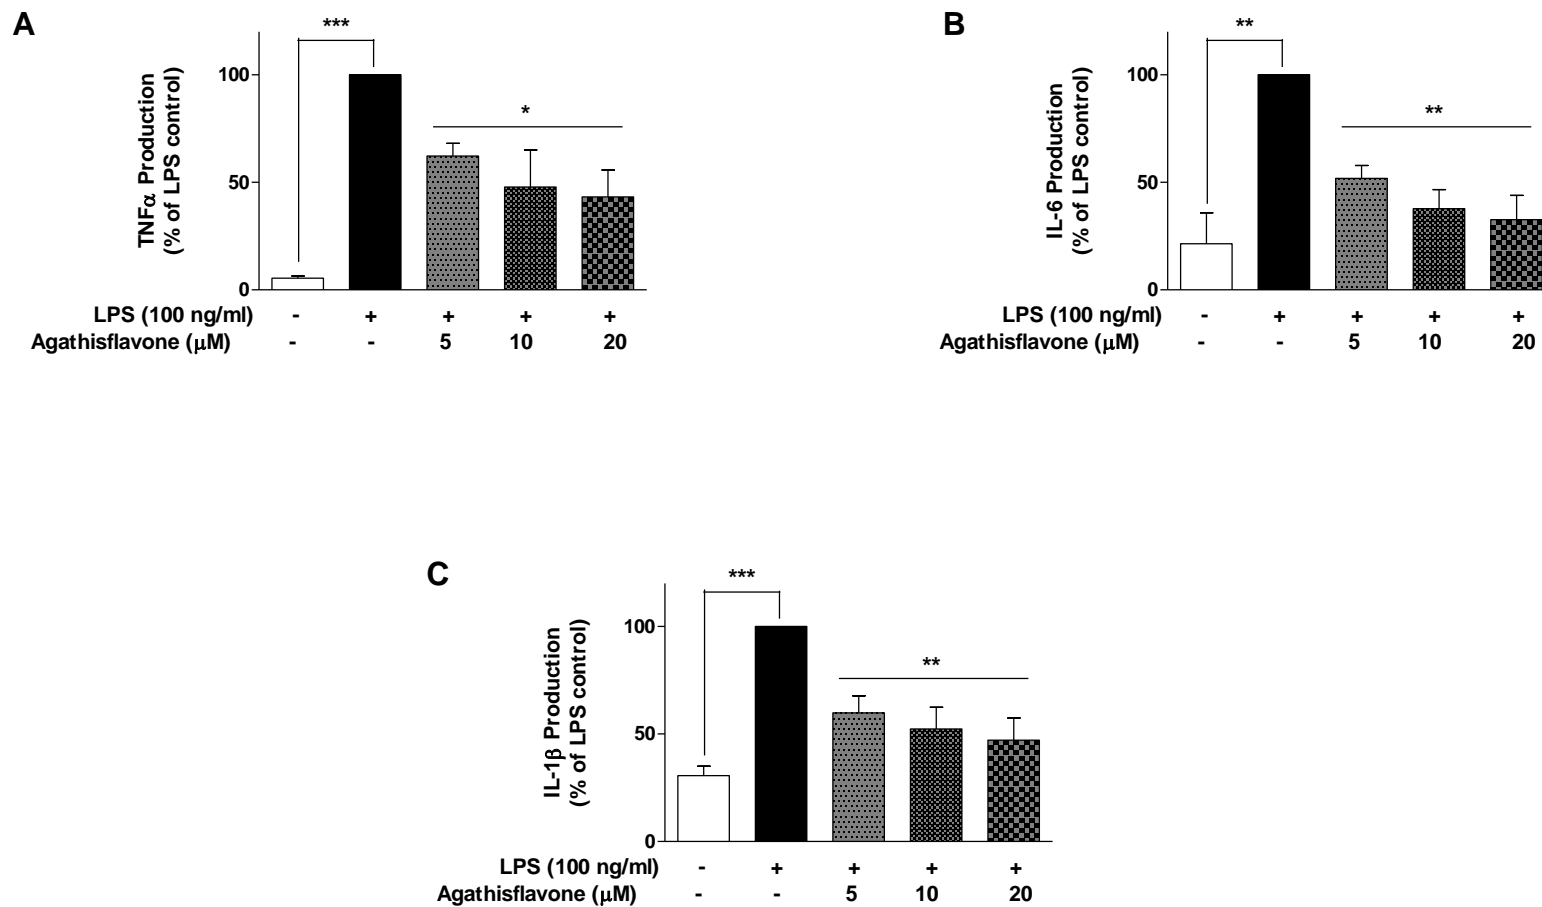 A
***
*
TNFα Production
(% of LPS control)
100
50
0
LPS (100 ng/ml) - + + + +
Agathisflavone (μM) - - 5 10 20
B
**
**
IL-6 Production
(% of LPS control)
100
50
0
LPS (100 ng/ml) - + + + +
Agathisflavone (μM) - - 5 10 20
C
***
**
IL-1β Production
(% of LPS control)
100
50
0
LPS (100 ng/ml) - + + + +
Agathisflavone (μM) - - 5 10 20